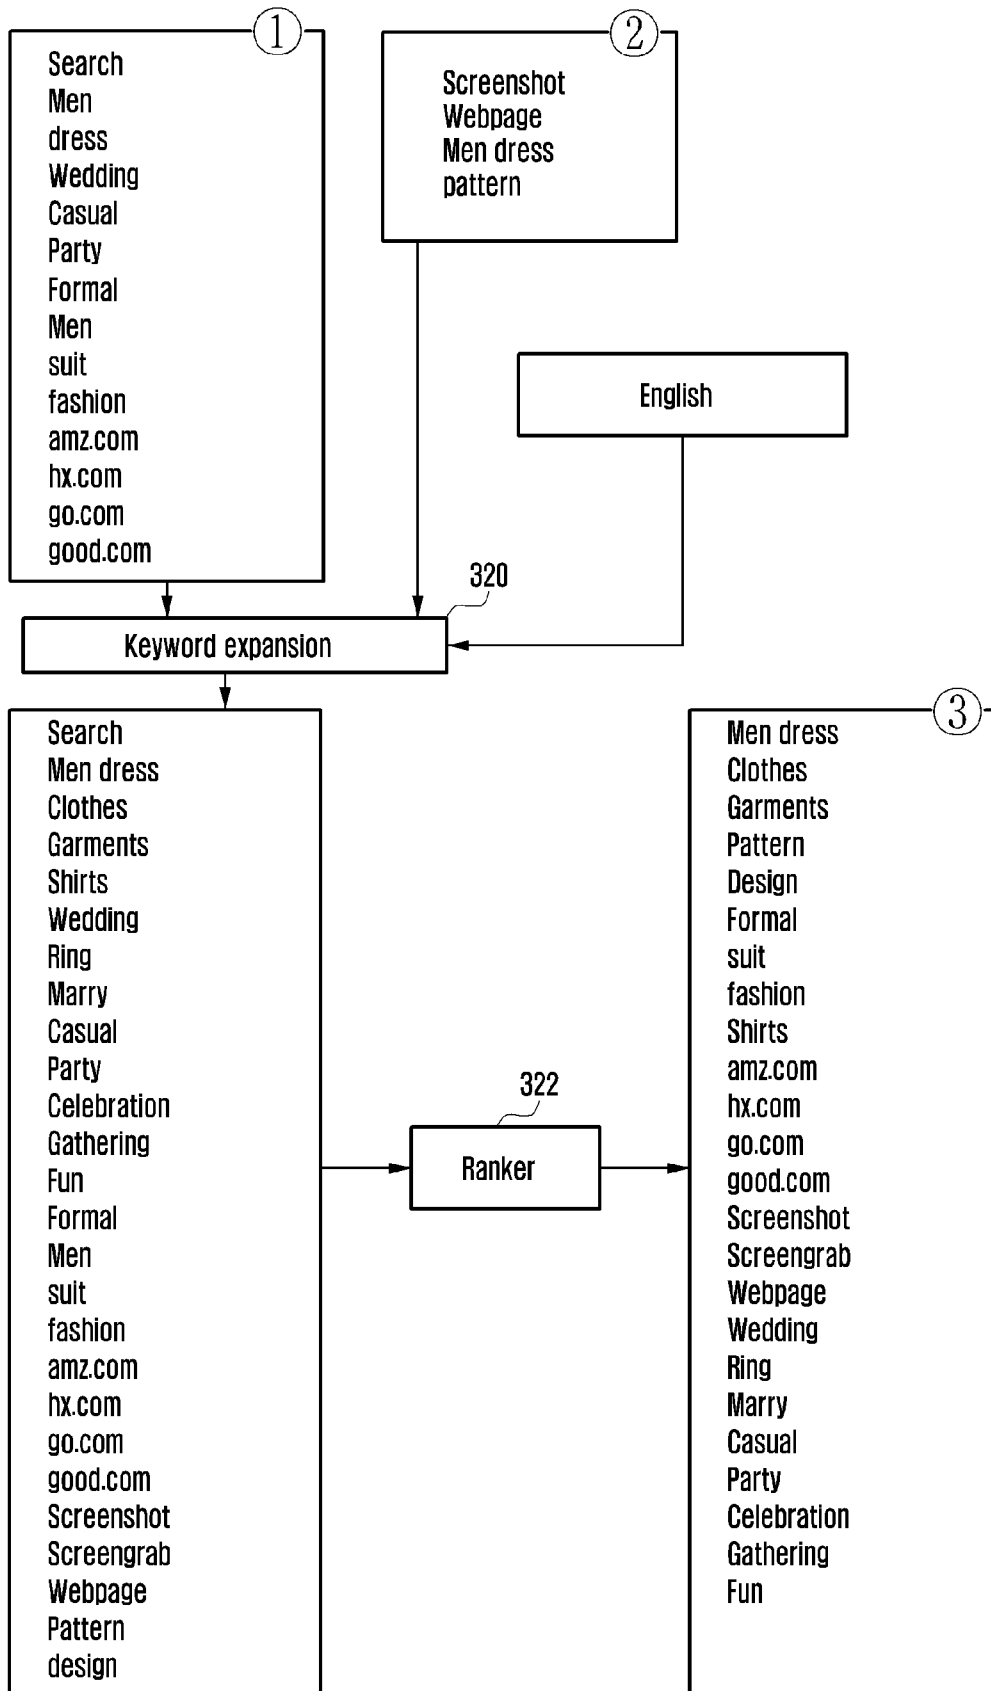 ①
Search
Men
dress
Wedding
Casual
Party
Formal
Men
suit
fashion
amz.com
hx.com
go.com
good.com
②
Screenshot
Webpage
Men dress
pattern
English
320
Keyword expansion
Search
Men dress
Clothes
Garments
Shirts
Wedding
Ring
Marry
Casual
Party
Celebration
Gathering
Fun
Formal
Men
suit
fashion
amz.com
hx.com
go.com
good.com
Screenshot
Screengrab
Webpage
Pattern
design
322
Ranker
③
Men dress
Clothes
Garments
Pattern
Design
Formal
suit
fashion
Shirts
amz.com
hx.com
go.com
good.com
Screenshot
Screengrab
Webpage
Wedding
Ring
Marry
Casual
Party
Celebration
Gathering
Fun